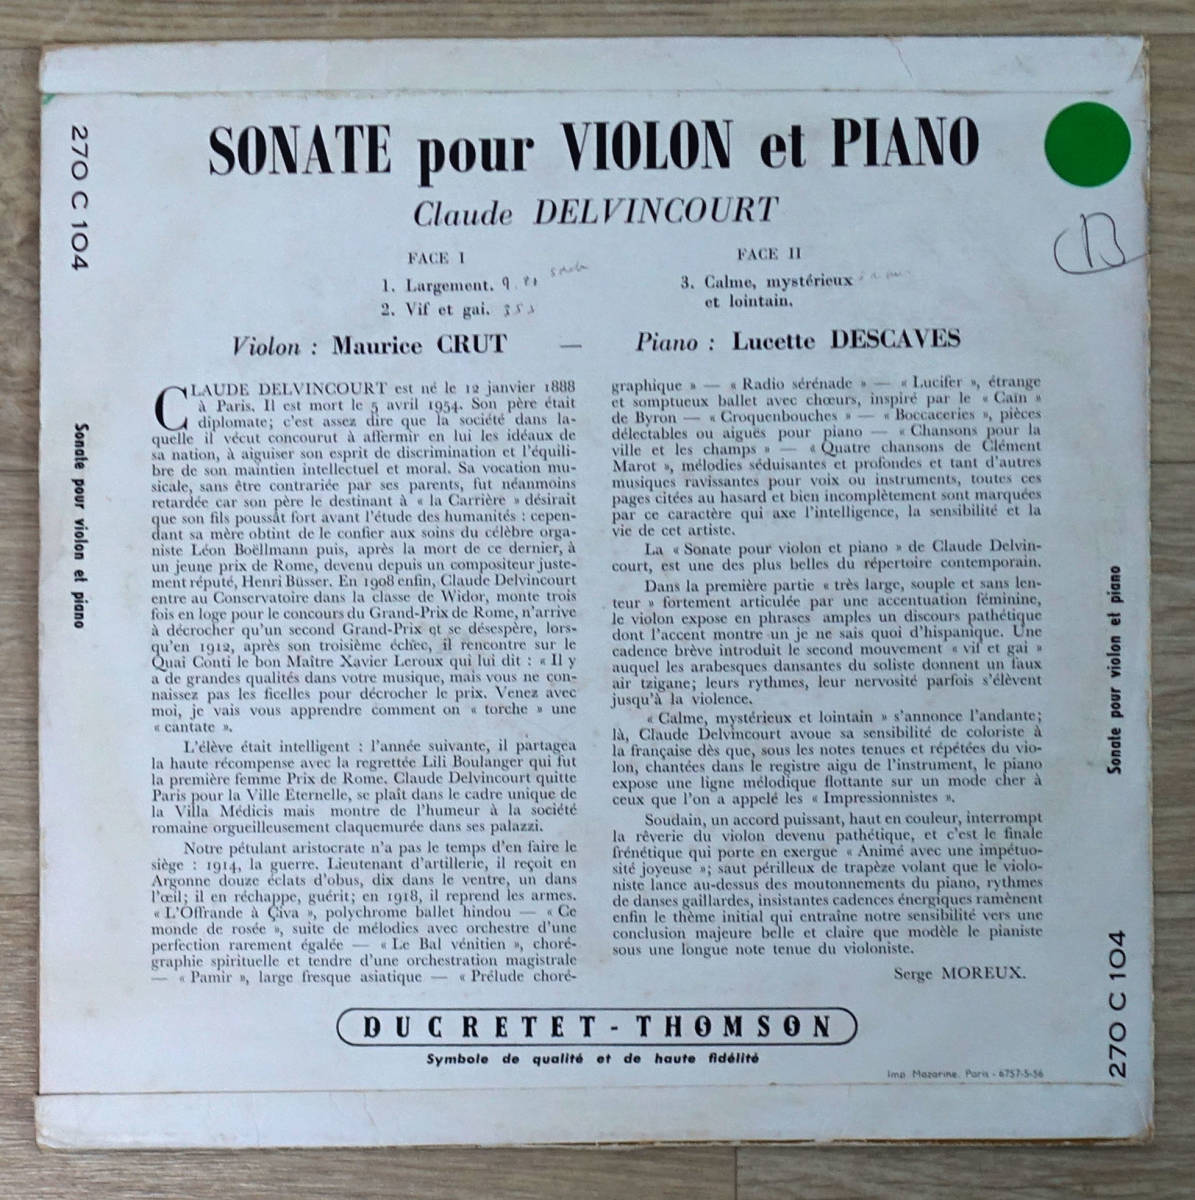 SONATE pour VIOLON et PIANO
Claude DELVINCOURT
FACE I
1. Largement.
2. Vif et gai.
FACE II
3. Calme, mystérieux
et lointain.
Violon : Maurice CRUT — Piano : Lucette DESCAVES
CLAUDE DELVINCOURT est né le 12 janvier 1888
à Paris. Il est mort le 5 avril 1954. Son père était
diplomate; c'est assez dire que la société dans la-
quelle il vécut concourut à affermir en lui les idéaux de
sa nation, à aiguiser son esprit de discrimination et l'équili-
bre de son maintien intellectuel et moral. Sa vocation mu-
sicale, sans être contrariée par ses parents, fut néanmoins
retardée car son père le destinant à « la Carrière » désirait
que son fils poussât fort avant l'étude des humanités : cepen-
dant sa mère obtint de le confier aux soins du célèbre orga-
niste Léon Boëllmann puis, après la mort de ce dernier, à
un jeune prix de Rome, devenu depuis un compositeur juste-
ment réputé, Henri Büsser. En 1908 enfin, Claude Delvincourt
entre au Conservatoire dans la classe de Widor, monte trois
fois en loge pour le concours du Grand-Prix de Rome, n'arrive
à décrocher qu'un second Grand-Prix qt se désespère, lors-
qu'en 1912, après son troisième échec, il rencontre sur le
Quai Conti le bon Maître Xavier Leroux qui lui dit : « Il y
a de grandes qualités dans votre musique, mais vous ne con-
naissez pas les ficelles pour décrocher le prix. Venez avec
moi, je vais vous apprendre comment on « torche » une
« cantate ».
L'élève était intelligent : l'année suivante, il partagea
la haute récompense avec la regrettée Lili Boulanger qui fut
la première femme Prix de Rome. Claude Delvincourt quitte
Paris pour la Ville Eternelle, se plaît dans le cadre unique de
la Villa Médicis mais montre de l'humeur à la société
romaine orgueilleusement claquemurée dans ses palazzi.
Notre pétulant aristocrate n'a pas le temps d'en faire le
siège : 1914, la guerre. Lieutenant d'artillerie, il reçoit en
Argonne douze éclats d'obus, dix dans le ventre, un dans
l'œil; il en réchappe, guérit; en 1918, il reprend les armes.
« L'Offrande à Çiva », polychrome ballet hindou — « Ce
monde de rosée », suite de mélodies avec orchestre d'une
perfection rarement égalée — « Le Bal vénitien », choré-
graphie spirituelle et tendre d'une orchestration magistrale
— « Pamir », large fresque asiatique — « Prélude choré-
graphique » — « Radio sérénade » — « Lucifer », étrange
et somptueux ballet avec chœurs, inspiré par le « Caïn »
de Byron — « Croquenbouches » — « Boccaceries », pièces
délectables ou aiguës pour piano — « Chansons pour la
ville et les champs » — « Quatre chansons de Clément
Marot », mélodies séduisantes et profondes et tant d'autres
musiques ravissantes pour voix ou instruments, toutes ces
pages citées au hasard et bien incomplètement sont marquées
par ce caractère qui axe l'intelligence, la sensibilité et la
vie de cet artiste.
La « Sonate pour violon et piano » de Claude Delvin-
court, est une des plus belles du répertoire contemporain.
Dans la première partie « très large, souple et sans len-
teur » fortement articulée par une accentuation féminine,
le violon expose en phrases amples un discours pathétique
dont l'accent montre un je ne sais quoi d'hispanique. Une
cadence brève introduit le second mouvement « vif et gai »
auquel les arabesques dansantes du soliste donnent un faux
air tzigane; leurs rythmes, leur nervosité parfois s'élèvent
jusqu'à la violence.
« Calme, mystérieux et lointain » s'annonce l'andante;
là, Claude Delvincourt avoue sa sensibilité de coloriste à
la française dès que, sous les notes tenues et répétées du vio-
lon, chantées dans le registre aigu de l'instrument, le piano
expose une ligne mélodique flottante sur un mode cher à
ceux que l'on a appelé les « Impressionnistes ».
Soudain, un accord puissant, haut en couleur, interrompt
la rêverie du violon devenu pathétique, et c'est le finale
frénétique qui porte en exergue « Animé avec une impétuo-
sité joyeuse »; saut périlleux de trapèze volant que le violo-
niste lance au-dessus des moutonnements du piano, rythmes
de danses gaillardes, insistantes cadences énergiques ramènent
enfin le thème initial qui entraîne notre sensibilité vers une
conclusion majeure belle et claire que modèle le pianiste
sous une longue note tenue du violoniste.
Serge MOREUX.
DUCRETET-THOMSON
Symbole de qualité et de haute fidélité
Imp. Mazarine. Paris - 6757-5-56
270 C 104
Sonate pour violon et piano
Sonate pour violon et piano
270 C 104